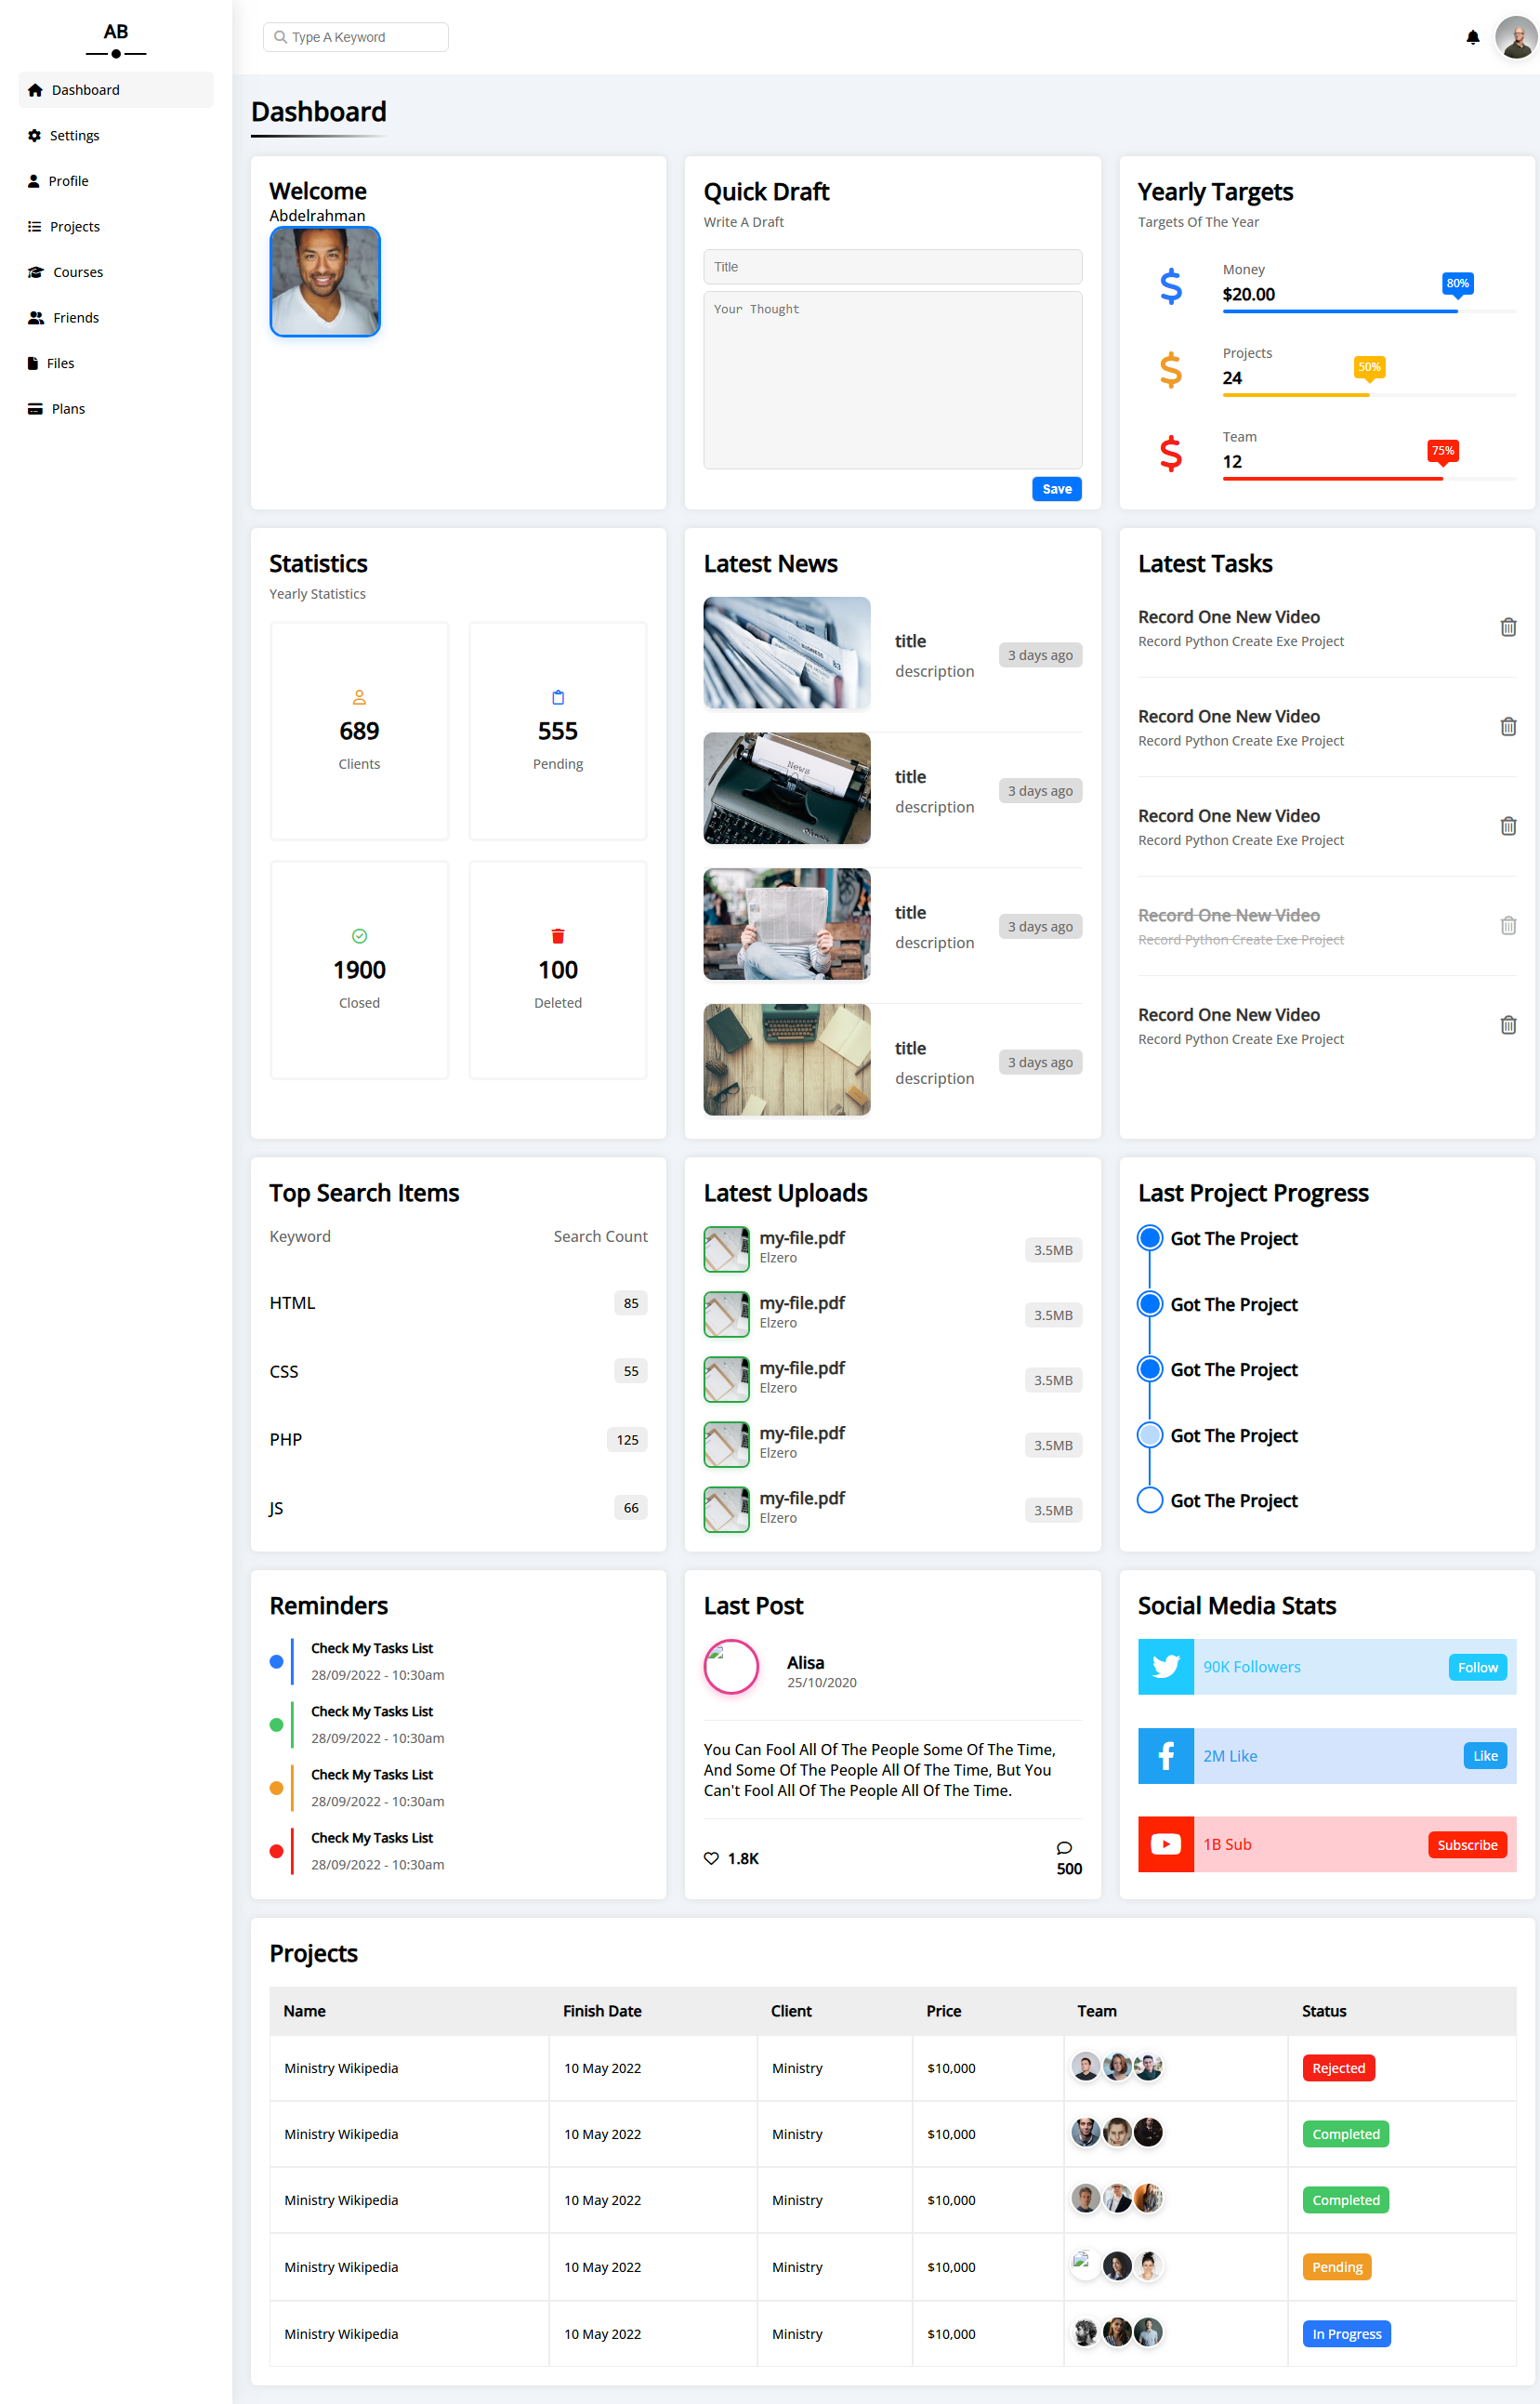 AB
Dashboard
Settings
Profile
Projects
Courses
Friends
Files
Plans
Type A Keyword
Dashboard
Welcome
Abdelrahman
Quick Draft
Write A Draft
Title
Your Thought
Save
Yearly Targets
Targets Of The Year
Money
$20.00
80%
Projects
24
50%
Team
12
75%
Statistics
Yearly Statistics
689
Clients
555
Pending
1900
Closed
100
Deleted
Latest News
BUSINESS
title
description
3 days ago
News
title
description
3 days ago
title
description
3 days ago
title
description
3 days ago
Latest Tasks
Record One New Video
Record Python Create Exe Project
Record One New Video
Record Python Create Exe Project
Record One New Video
Record Python Create Exe Project
Record One New Video
Record Python Create Exe Project
Record One New Video
Record Python Create Exe Project
Top Search Items
Keyword Search Count
HTML 85
CSS 55
PHP 125
JS 66
Latest Uploads
my-file.pdf
Elzero
3.5MB
my-file.pdf
Elzero
3.5MB
my-file.pdf
Elzero
3.5MB
my-file.pdf
Elzero
3.5MB
my-file.pdf
Elzero
3.5MB
Last Project Progress
Got The Project
Got The Project
Got The Project
Got The Project
Got The Project
Reminders
Check My Tasks List
28/09/2022 - 10:30am
Check My Tasks List
28/09/2022 - 10:30am
Check My Tasks List
28/09/2022 - 10:30am
Check My Tasks List
28/09/2022 - 10:30am
Last Post
Alisa
25/10/2020
You Can Fool All Of The People Some Of The Time,
And Some Of The People All Of The Time, But You
Can't Fool All Of The People All Of The Time.
1.8K
500
Social Media Stats
90K Followers Follow
2M Like Like
1B Sub Subscribe
Projects
Name Finish Date Client Price Team Status
Ministry Wikipedia 10 May 2022 Ministry $10,000 Rejected
Ministry Wikipedia 10 May 2022 Ministry $10,000 Completed
Ministry Wikipedia 10 May 2022 Ministry $10,000 Completed
Ministry Wikipedia 10 May 2022 Ministry $10,000 Pending
Ministry Wikipedia 10 May 2022 Ministry $10,000 In Progress